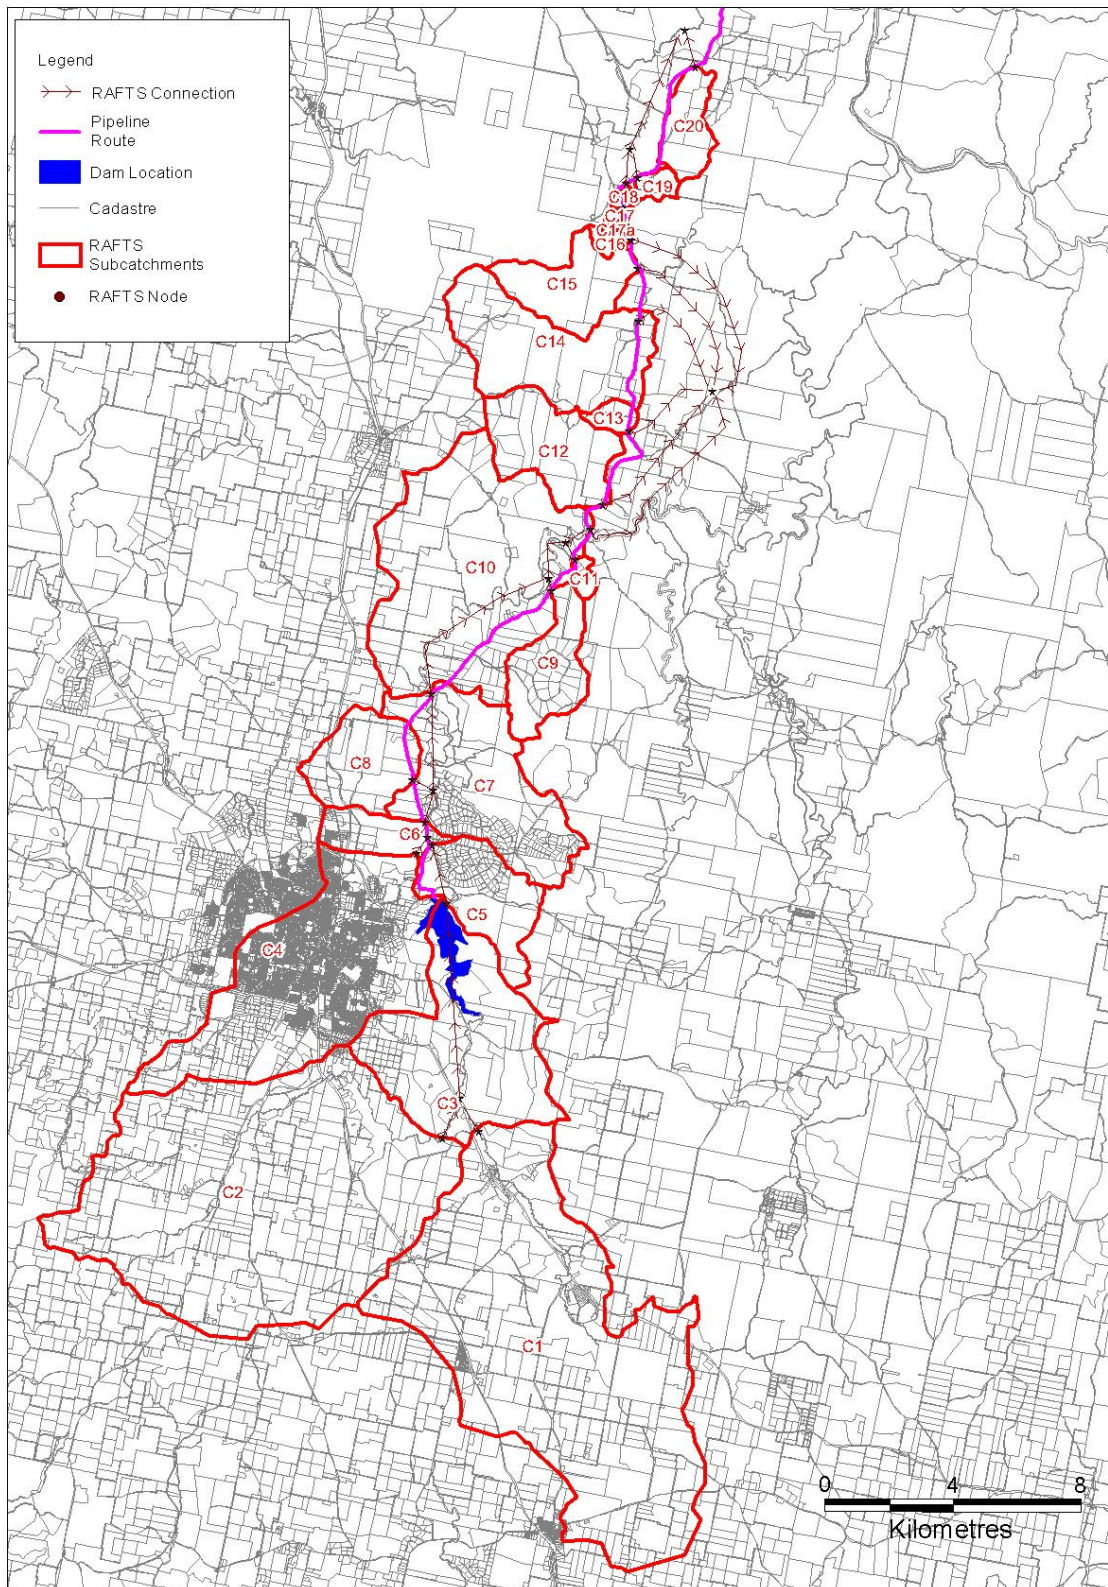 Legend
RAFTS Connection
Pipeline
Route
Dam Location
Cadastre
RAFTS
Subcatchments
RAFTS Node
C20
C19
C18
C17
C17a
C16
C15
C14
C13
C12
C10
C11
C9
C8
C7
C6
C5
C4
C3
C2
C1
0 4 8
Kilometres